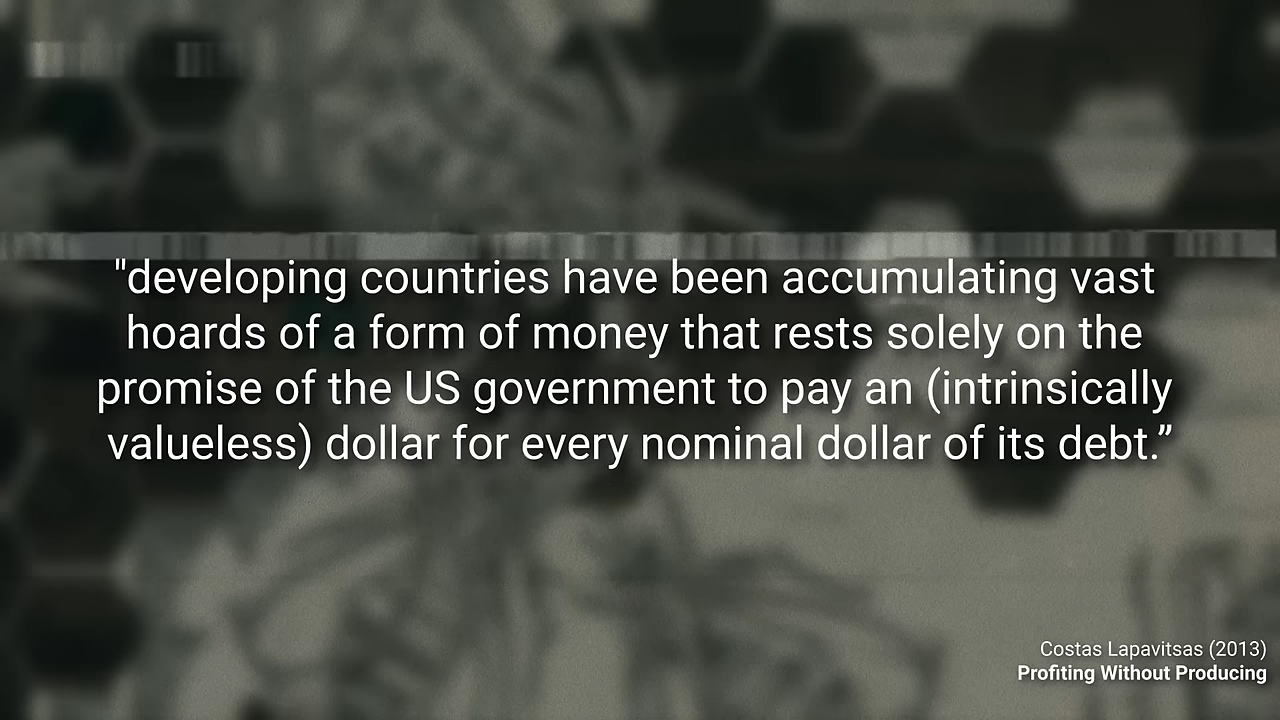 "developing countries have been accumulating vast
hoards of a form of money that rests solely on the
promise of the US government to pay an (intrinsically
valueless) dollar for every nominal dollar of its debt.”
Costas Lapavitsas (2013)
Profiting Without Producing